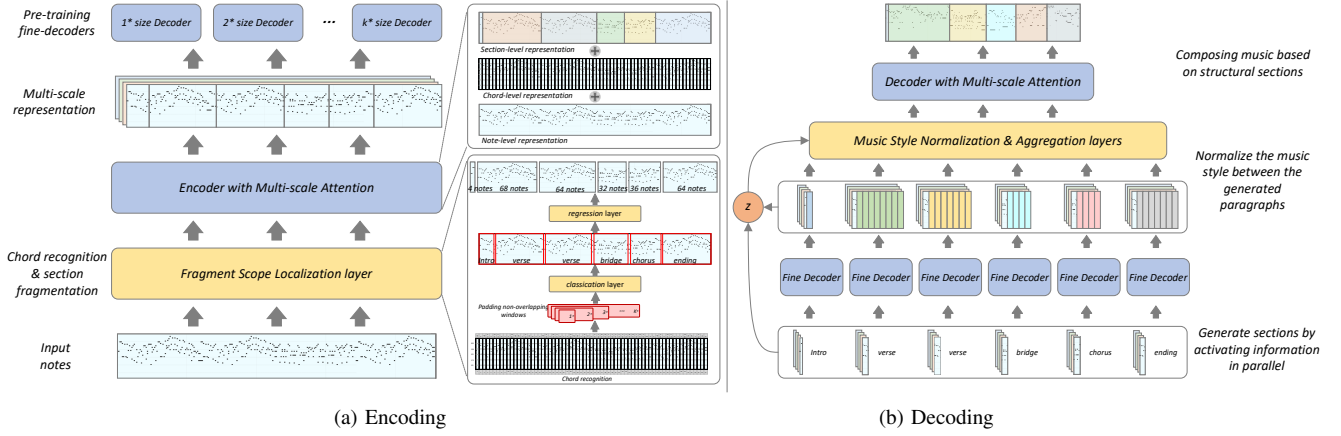 Pre-training
fine-decoders
1* size Decoder
2* size Decoder
...
k* size Decoder
Multi-scale
representation
Encoder with Multi-scale Attention
Chord recognition
& section
fragmentation
Fragment Scope Localization layer
Input
notes
Section-level representation
Chord-level representation
Note-level representation
4 notes
68 notes
64 notes
32 notes
36 notes
64 notes
regression layer
Intro
verse
verse
bridge
chorus
ending
classication layer
Padding non-overlapping
windows
1*
2*
3*
K*
Chord recognition
(a) Encoding
Decoder with Multi-scale
Attention
Composing music based
on structural sections
Music Style Normalization & Aggregation layers
Normalize the music
style between the
generated
paragraphs
z
Fine Decoder
Fine Decoder
Fine Decoder
Fine Decoder
Fine Decoder
Fine Decoder
Intro
verse
verse
bridge
chorus
ending
Generate sections by
activating information
in parallel
(b) Decoding